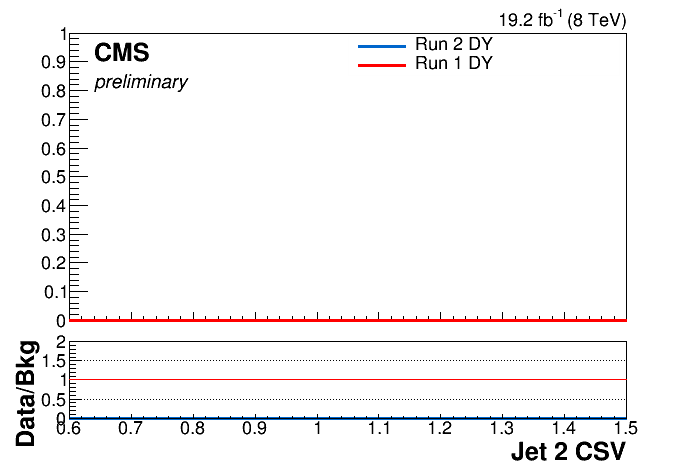 19.2 fb-1 (8 TeV)
CMS
preliminary
Run 2 DY
Run 1 DY
1
0.9
0.8
0.7
0.6
0.5
0.4
0.3
0.2
0.1
0
Data/Bkg
2
1.5
1
0.5
0
0.6 0.7 0.8 0.9 1 1.1 1.2 1.3 1.4 1.5
Jet 2 CSV